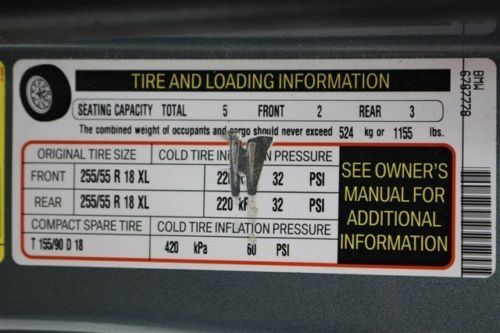 TIRE AND LOADING INFORMATION
SEATING CAPACITY TOTAL 5 FRONT 2 REAR 3
The combined weight of occupants and cargo should never exceed 524 kg or 1155 lbs.
ORIGINAL TIRE SIZE COLD TIRE INFLATION PRESSURE
FRONT 255/55 R 18 XL 220 32 PSI
REAR 255/55 R 18 XL 220 kPa 32 PSI
COMPACT SPARE TIRE COLD TIRE INFLATION PRESSURE
T 155/90 D 18 420 kPa 60 PSI
SEE OWNER'S
MANUAL FOR
ADDITIONAL
INFORMATION
BMW
6787728